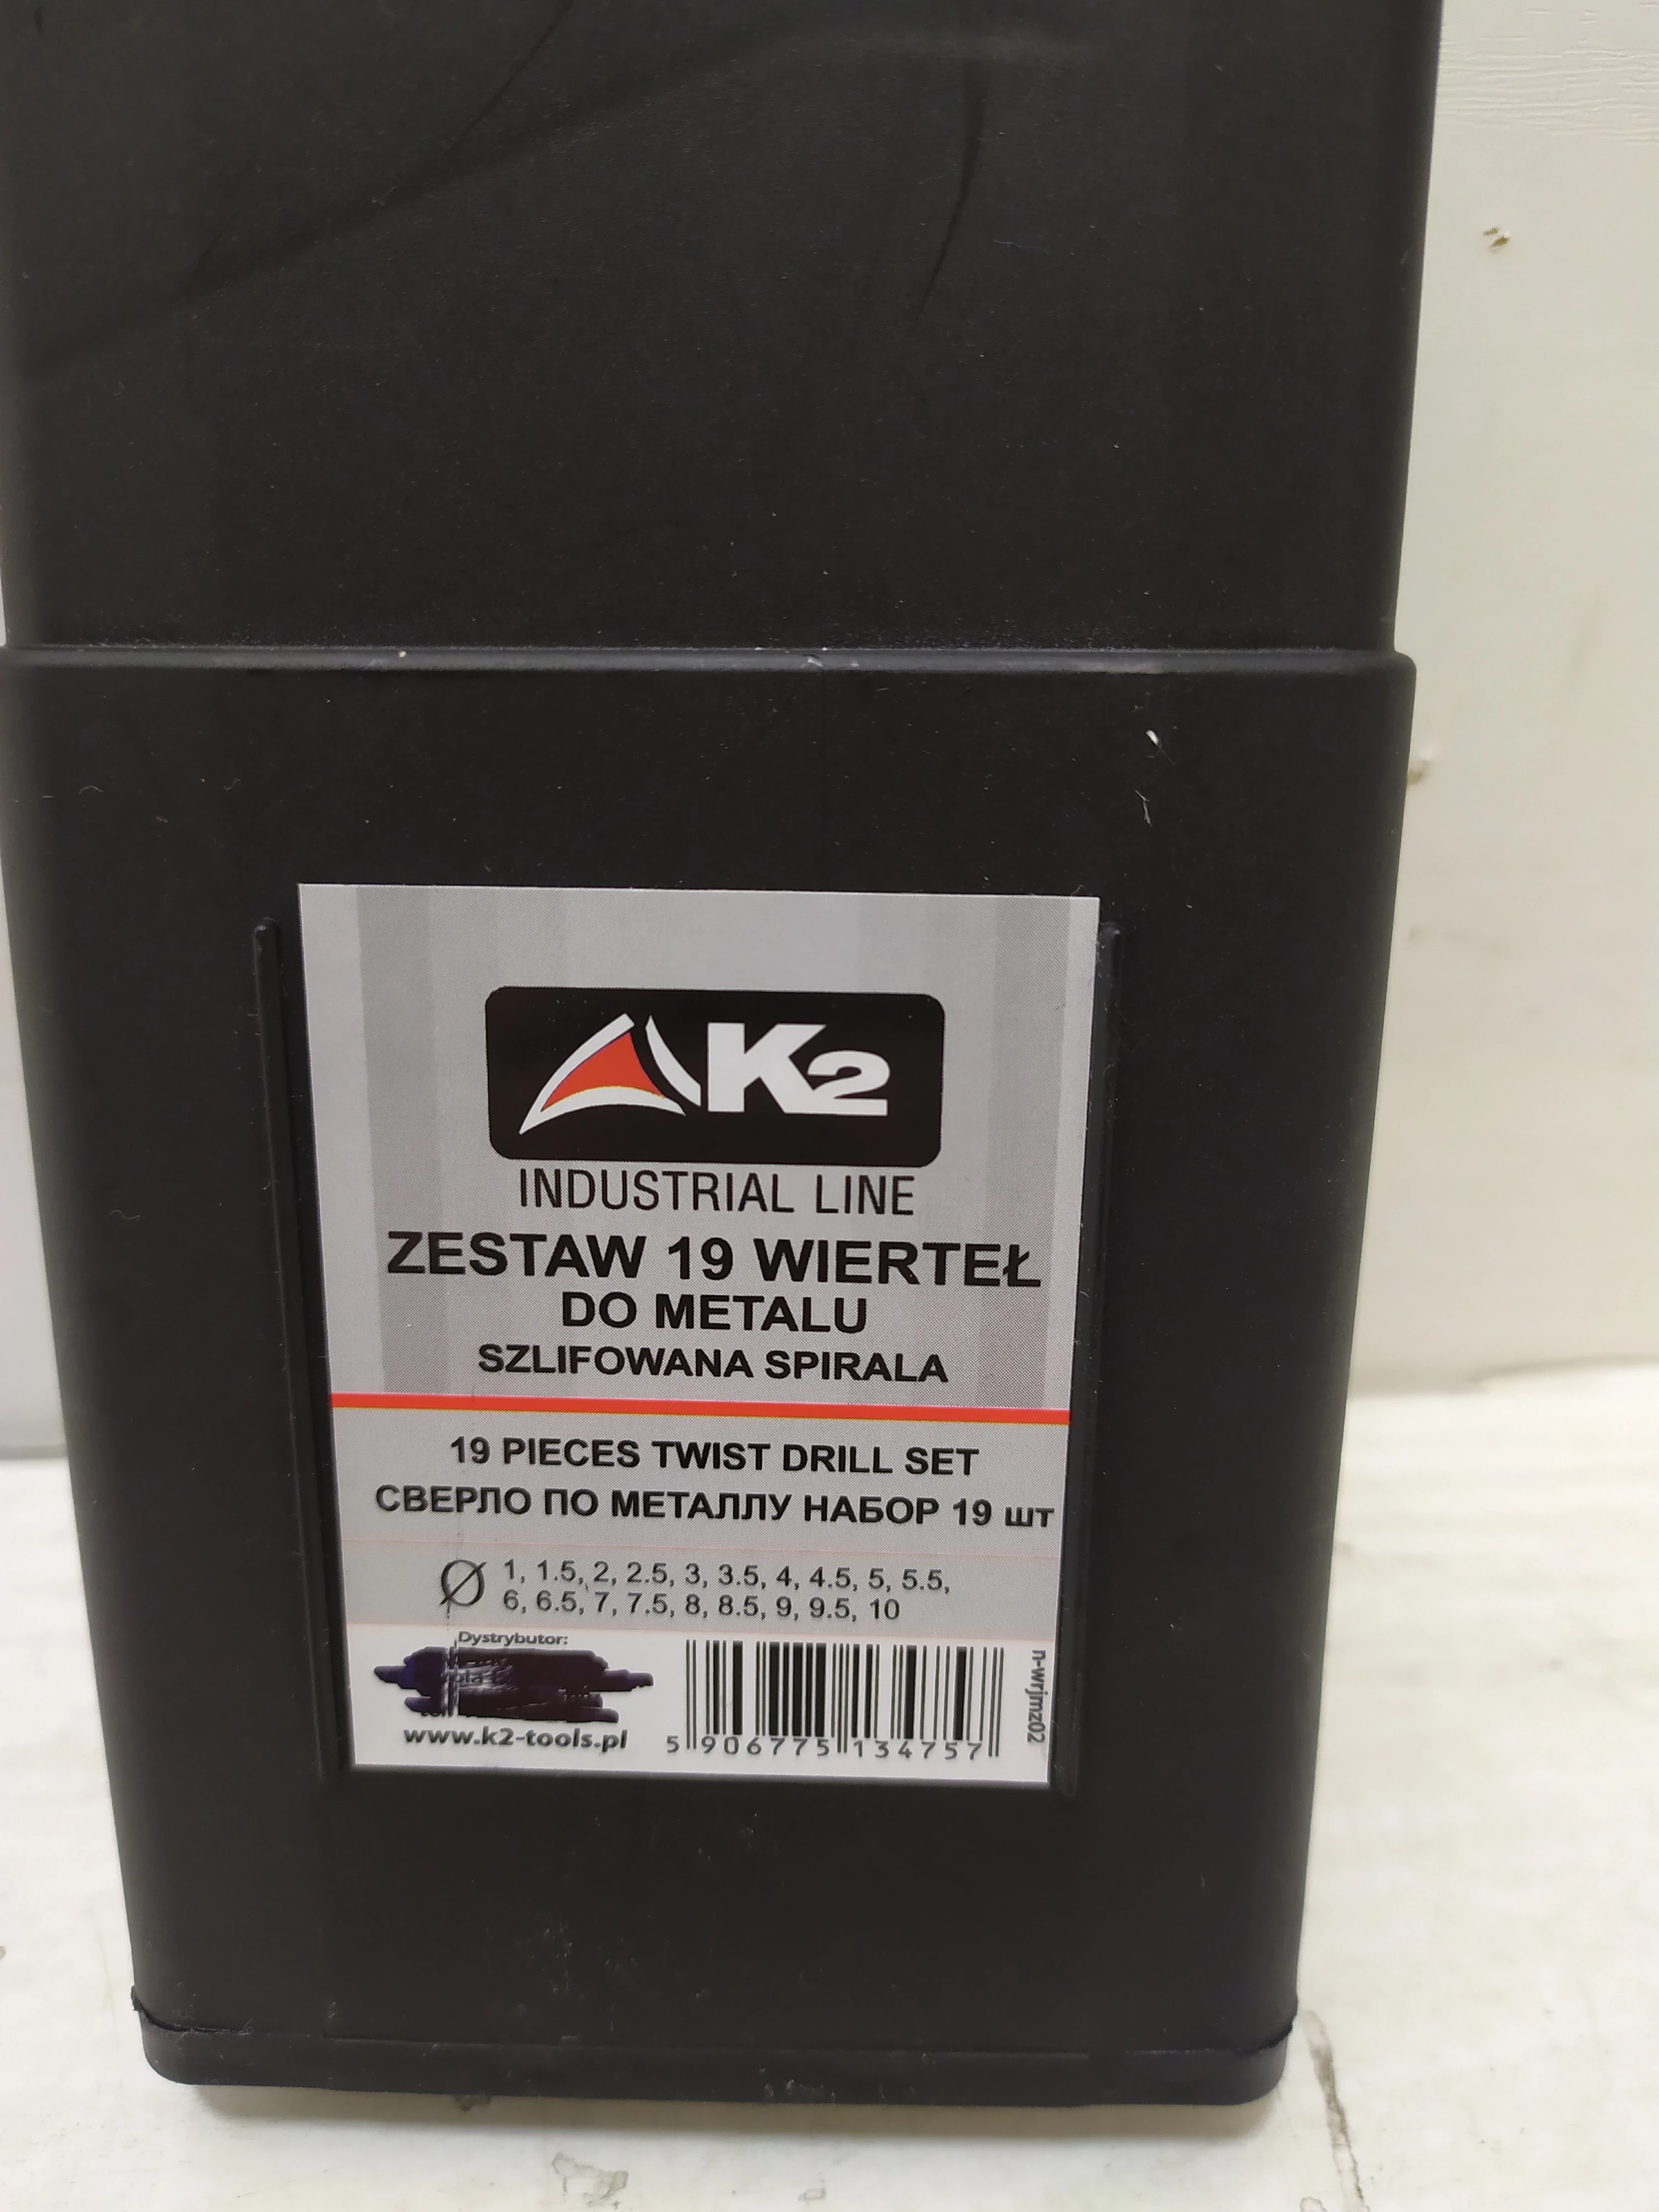 K2
INDUSTRIAL LINE
ZESTAW 19 WIERTEŁ
DO METALU
SZLIFOWANA SPIRALA
19 PIECES TWIST DRILL SET
СВЕРЛО ПО МЕТАЛЛУ НАБОР 19 шт
Ø 1, 1.5, 2, 2.5, 3, 3.5, 4, 4.5, 5, 5.5,
6, 6.5, 7, 7.5, 8, 8.5, 9, 9.5, 10
Dystrybutor:
www.k2-tools.pl
5 906775 134757
n-wrjmz02